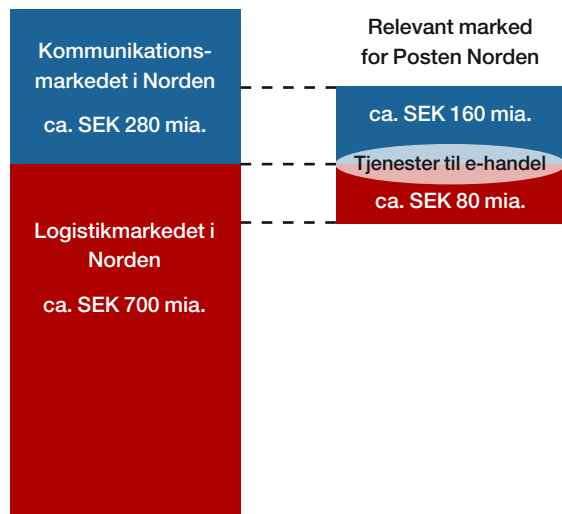 Kommunikations-
markedet i Norden
ca. SEK 280 mia.
Logistikmarkedet i
Norden
ca. SEK 700 mia.
Relevant marked
for Posten Norden
ca. SEK 160 mia.
Tjenester til e-handel
ca. SEK 80 mia.